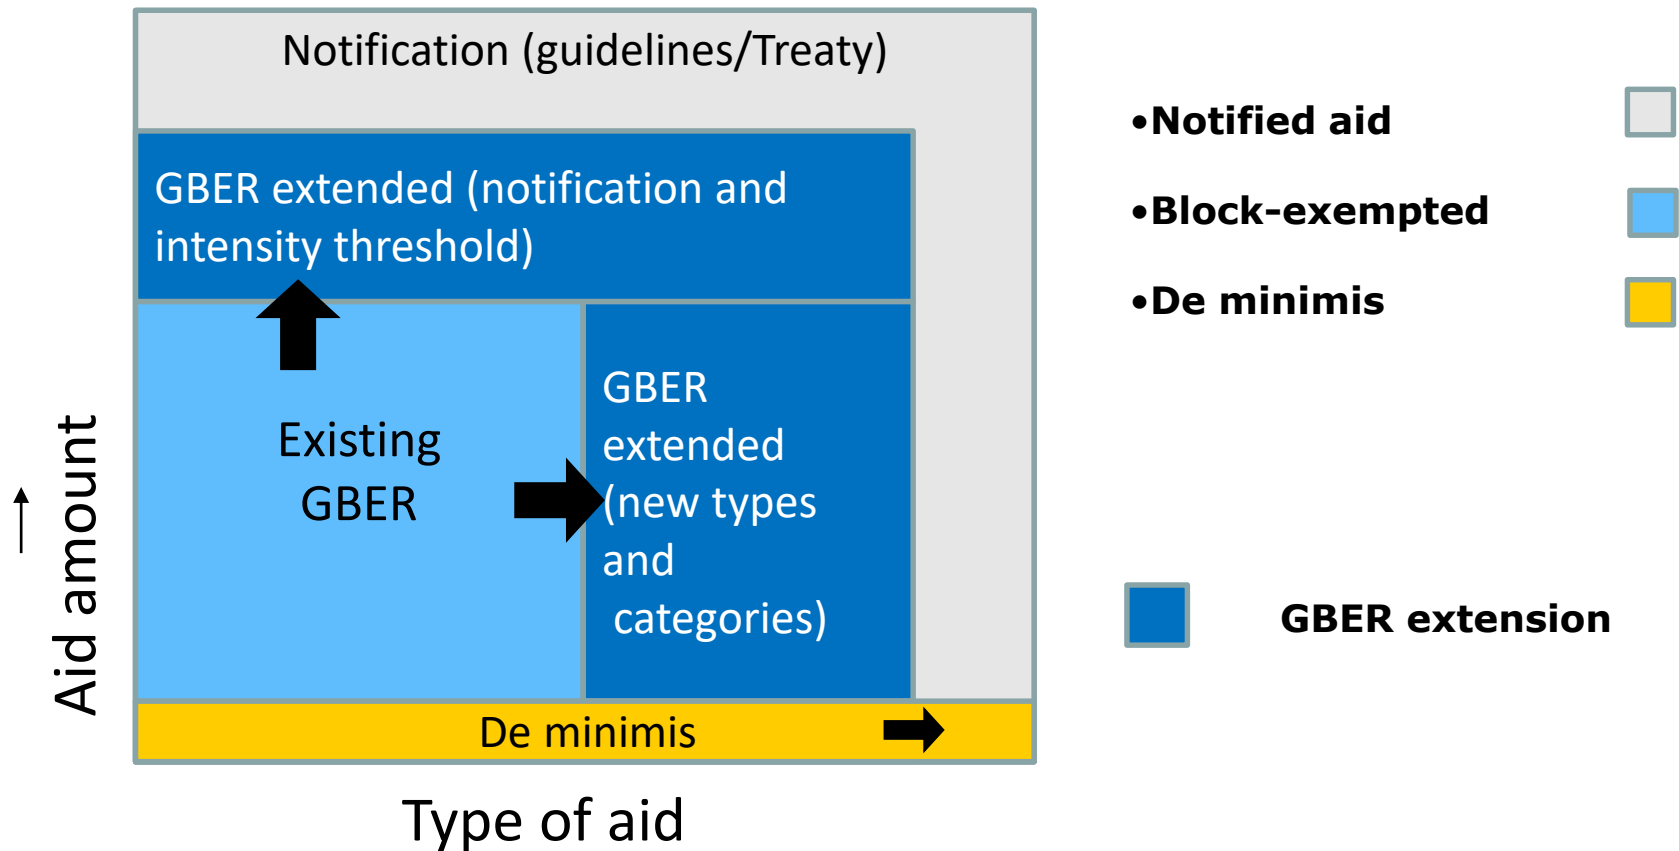 Notification (guidelines/Treaty)
GBER extended (notification and
intensity threshold)
Existing
GBER
GBER
extended
(new types
and
categories)
De minimis
Aid amount
Type of aid
•Notified aid
•Block-exempted
•De minimis
GBER extension